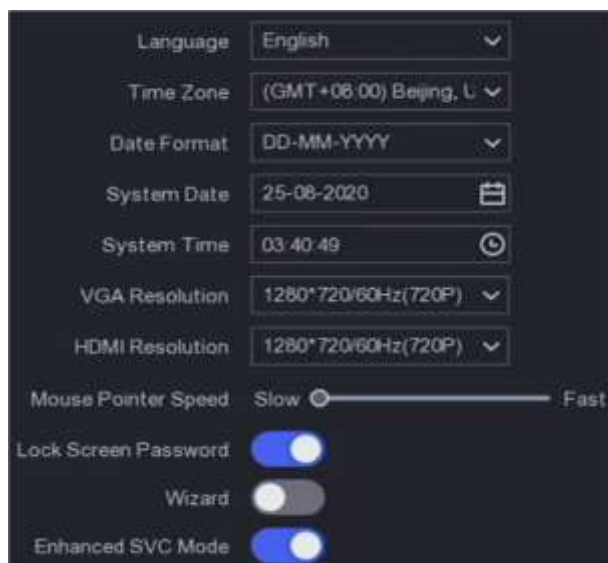 Language English
Time Zone (GMT+08:00) Beijing, U
Date Format DD-MM-YYYY
System Date 25-08-2020
System Time 03:40:49
VGA Resolution 1280*720/60Hz(720P)
HDMI Resolution 1280*720/60Hz(720P)
Mouse Pointer Speed Slow Fast
Lock Screen Password
Wizard
Enhanced SVC Mode